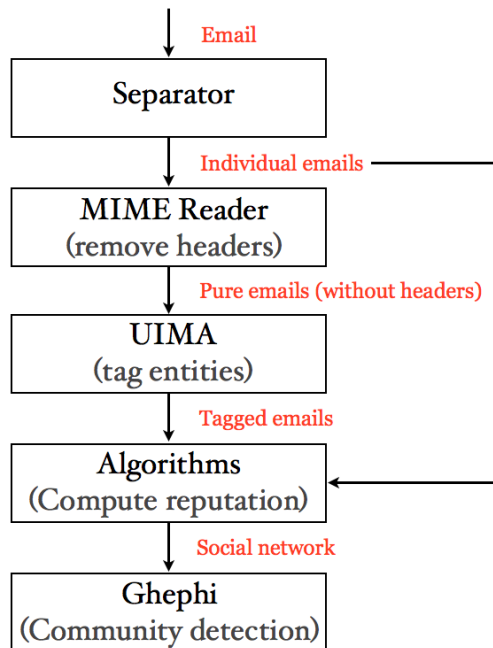 Email
Separator
Individual emails
MIME Reader
(remove headers)
Pure emails (without headers)
UIMA
(tag entities)
Tagged emails
Algorithms
(Compute reputation)
Social network
Ghephi
(Community detection)